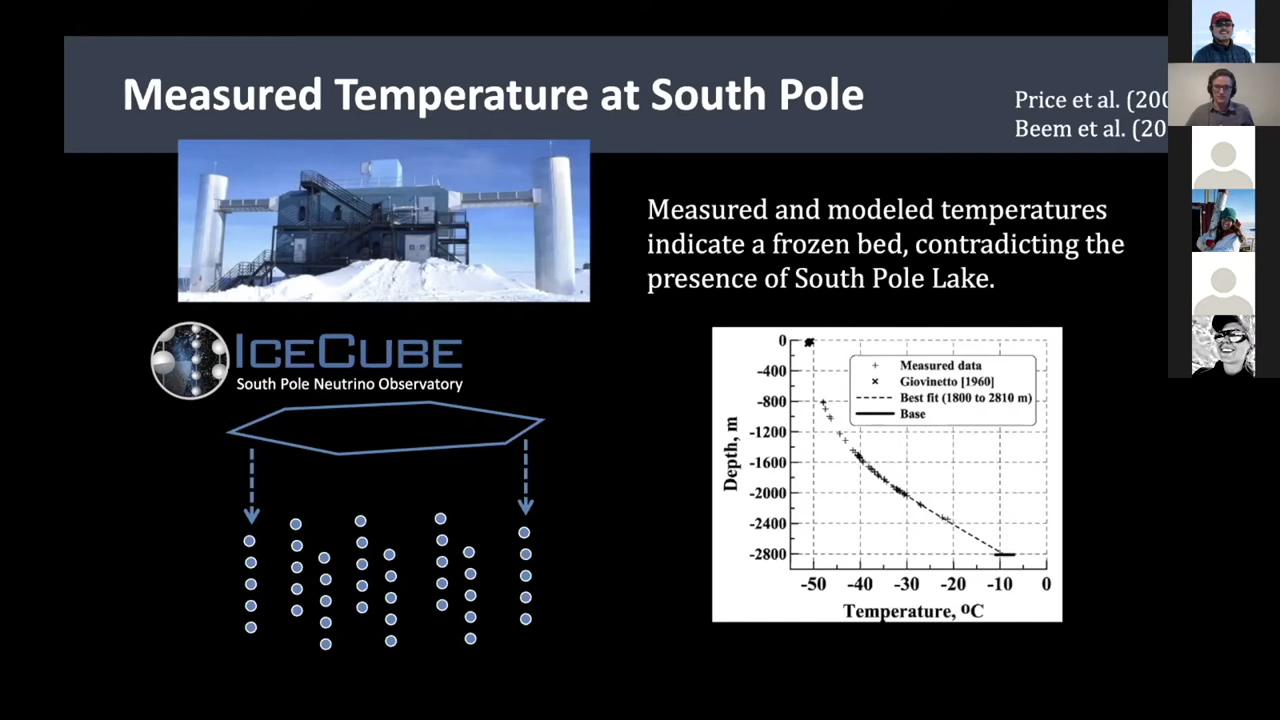 Measured Temperature at South Pole
Price et al. (200
Beem et al. (20
Measured and modeled temperatures
indicate a frozen bed, contradicting the
presence of South Pole Lake.
ICECUBE
South Pole Neutrino Observatory
0
-400
-800
-1200
-1600
-2000
-2400
-2800
Depth, m
Measured data
Giovinetto [1960]
Best fit (1800 to 2810 m)
Base
-50 -40 -30 -20 -10 0
Temperature, ºC